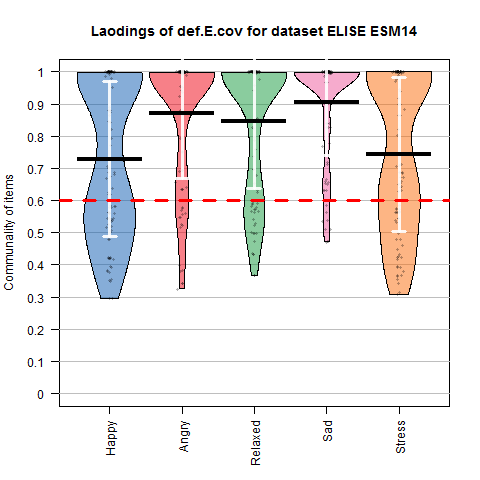 Laodings of def.E.cov for dataset ELISE ESM14
Communality of items
1
0.9
0.8
0.7
0.6
0.5
0.4
0.3
0.2
0.1
0
Happy
Angry
Relaxed
Sad
Stress